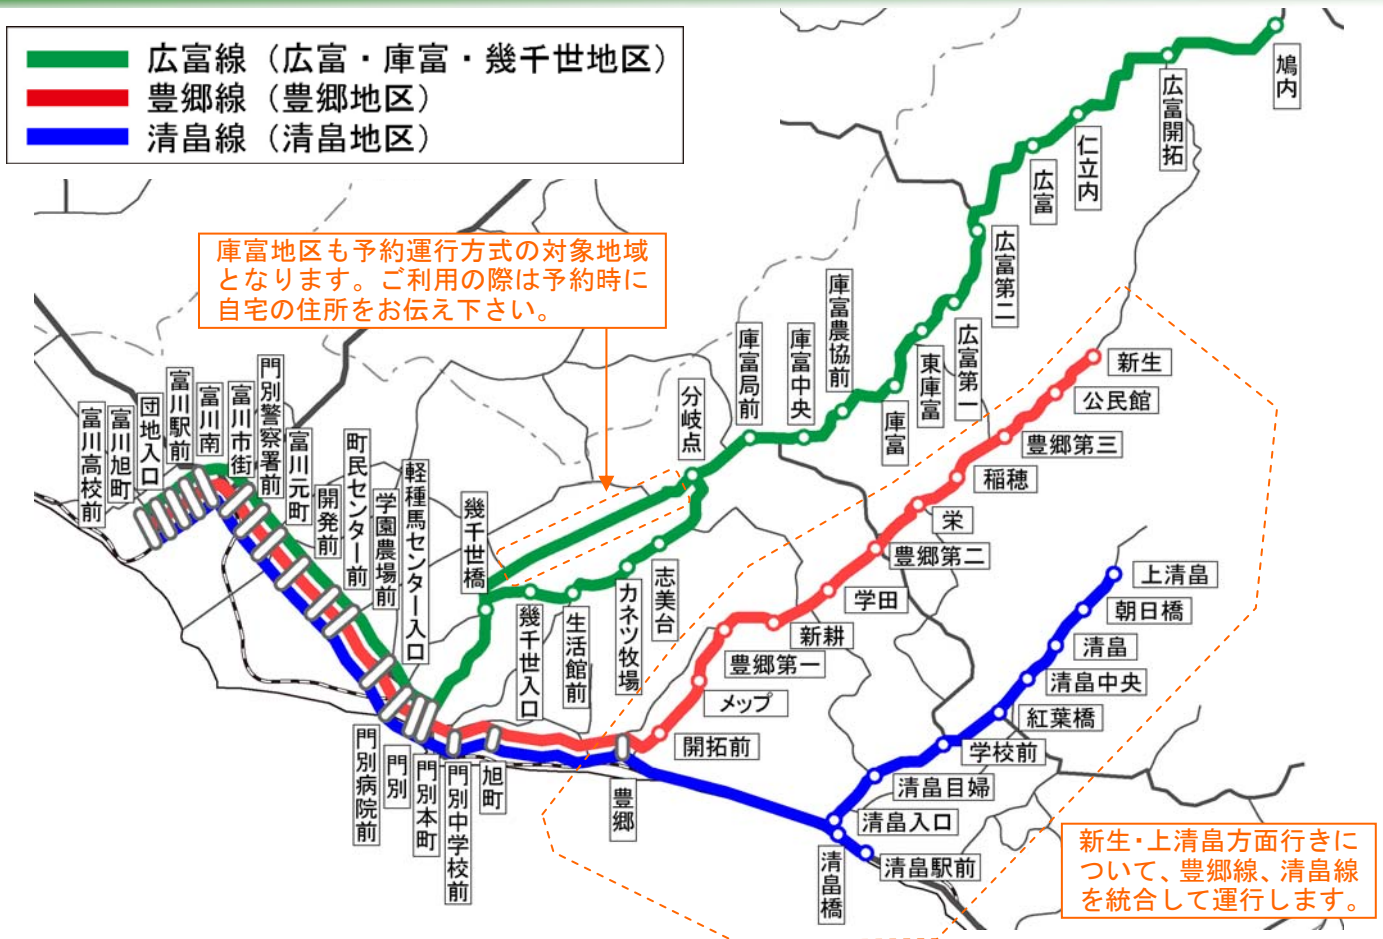 広富線（広富・庫富・幾千世地区）
豊郷線（豊郷地区）
清畠線（清畠地区）
庫富地区も予約運行方式の対象地域
となります。ご利用の際は予約時に
自宅の住所をお伝え下さい。
富川高校前
富川旭町
団地入口
富川駅前
富川南
富川市街
門別警察署前
富川元町
開発前
町民センター前
学園農場前
軽種馬センター入口
幾千世橋
分岐点
庫富局前
庫富中央
庫富農協前
庫富
東庫富
広富第一
広富第二
広富
仁立内
広富開拓
鳩内
幾千世入口
生活館前
カネツ牧場
志美台
新生
公民館
豊郷第三
稲穂
栄
豊郷第二
学田
新耕
豊郷第一
メップ
開拓前
上清畠
朝日橋
清畠
清畠中央
紅葉橋
学校前
清畠目婦
清畠入口
清畠駅前
清畠橋
門別病院前
門別
門別本町
門別中学校前
旭町
豊郷
新生・上清畠方面行きに
ついて、豊郷線、清畠線
を統合して運行します。